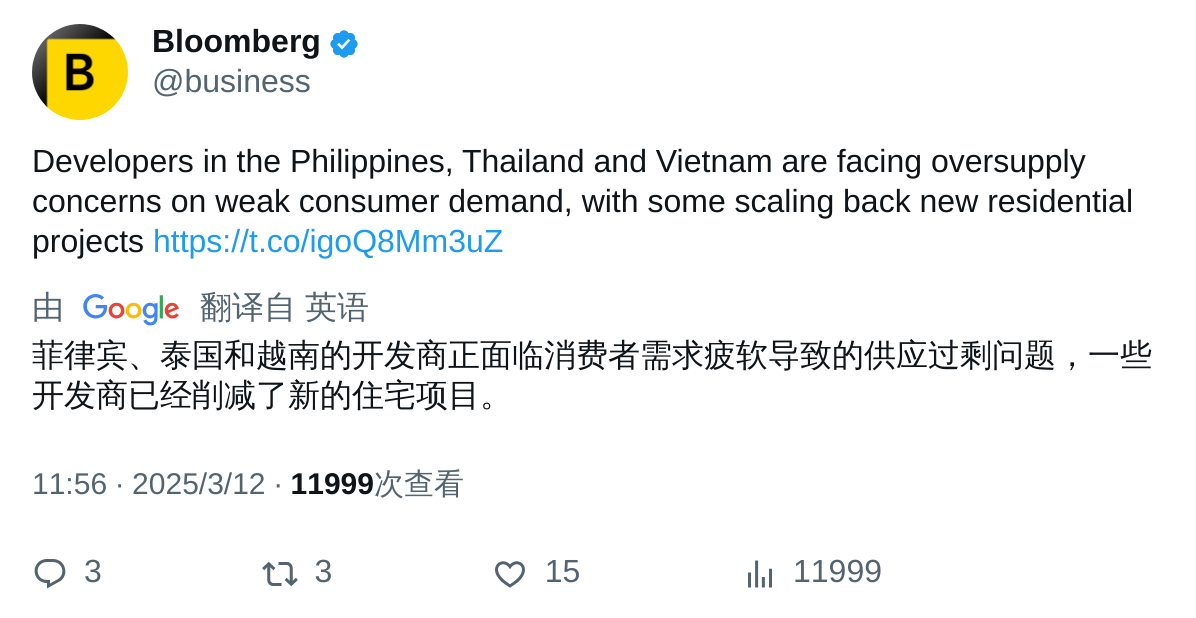 B
Bloomberg
@business
Developers in the Philippines, Thailand and Vietnam are facing oversupply
concerns on weak consumer demand, with some scaling back new residential
projects https://t.co/igoQ8Mm3uZ
由 Google 翻译自 英语
菲律宾、泰国和越南的开发商正面临消费者需求疲软导致的供应过剩问题，一些
开发商已经削减了新的住宅项目。
11:56 · 2025/3/12 · 11999次查看
3 3 15 11999